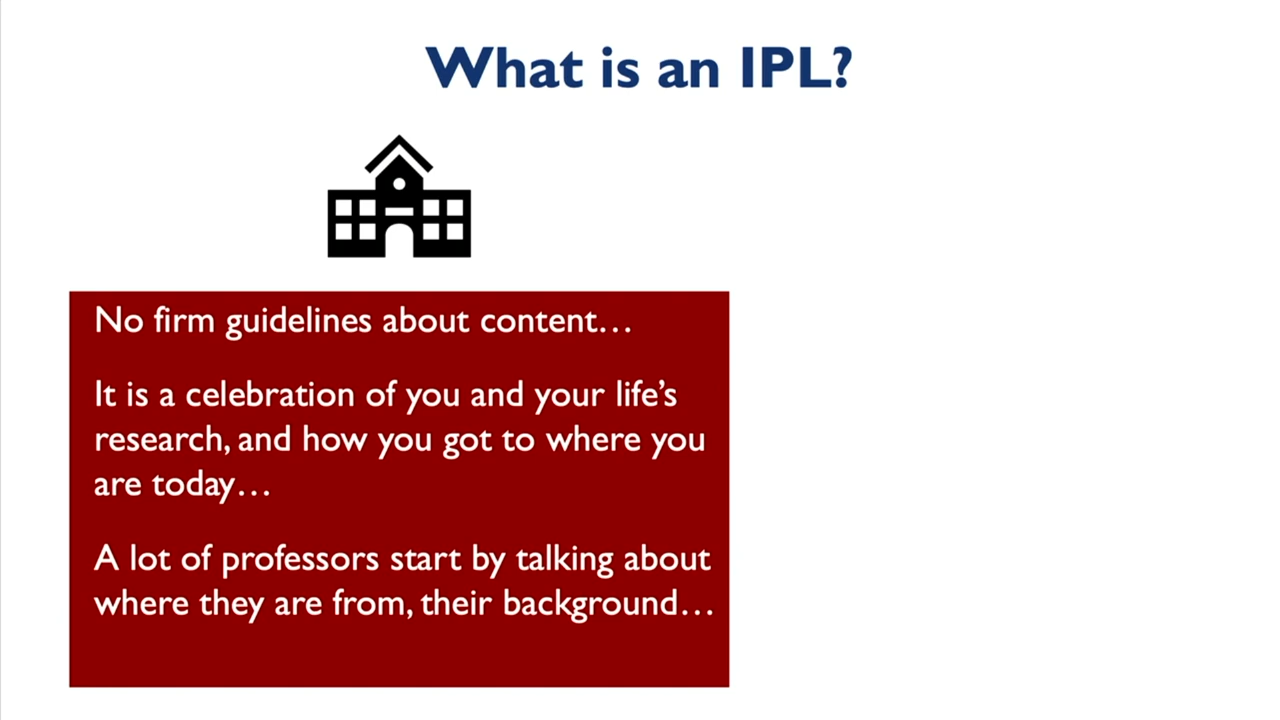 What is an IPL?
No firm guidelines about content…
It is a celebration of you and your life’s
research, and how you got to where you
are today…
A lot of professors start by talking about
where they are from, their background…